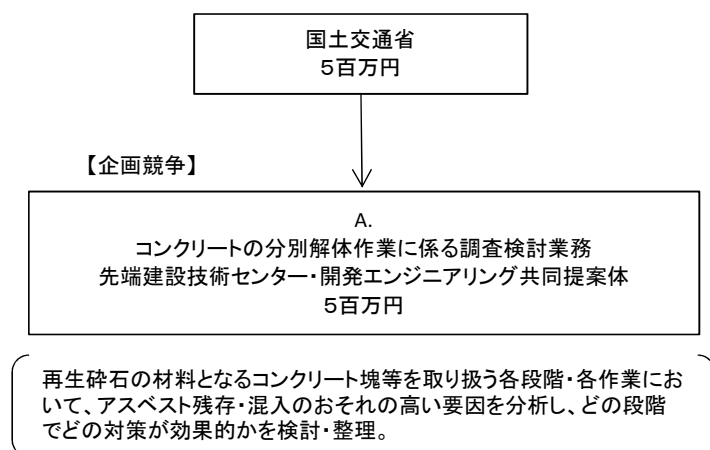 国土交通省
５百万円
【企画競争】
A.
コンクリートの分別解体作業に係る調査検討業務
先端建設技術センター・開発エンジニアリング共同提案体
５百万円
再生砕石の材料となるコンクリート塊等を取り扱う各段階・各作業にお
いて、アスベスト残存・混入のおそれの高い要因を分析し、どの段階
でどの対策が効果的かを検討・整理。